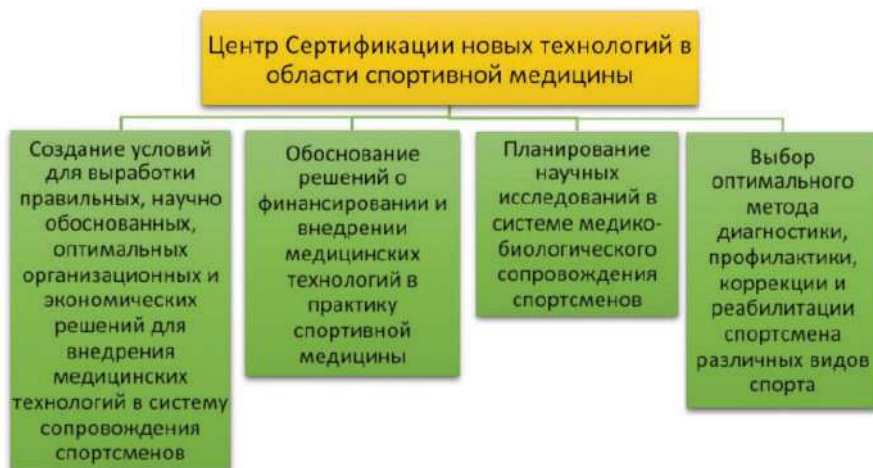 Центр Сертификации новых технологий в
области спортивной медицины
Создание условий
для выработки
правильных, научно
обоснованных,
оптимальных
организационных и
экономических
решений для
внедрения
медицинских
технологий в систему
сопровождения
спортсменов
Обоснование
решений о
финансировании и
внедрении
медицинских
технологий в
практику
спортивной
медицины
Планирование
научных
исследований в
системе медико-
биологического
сопровождения
спортсменов
Выбор
оптимального
метода
диагностики,
профилактики,
коррекции и
реабилитации
спортсмена
различных видов
спорта